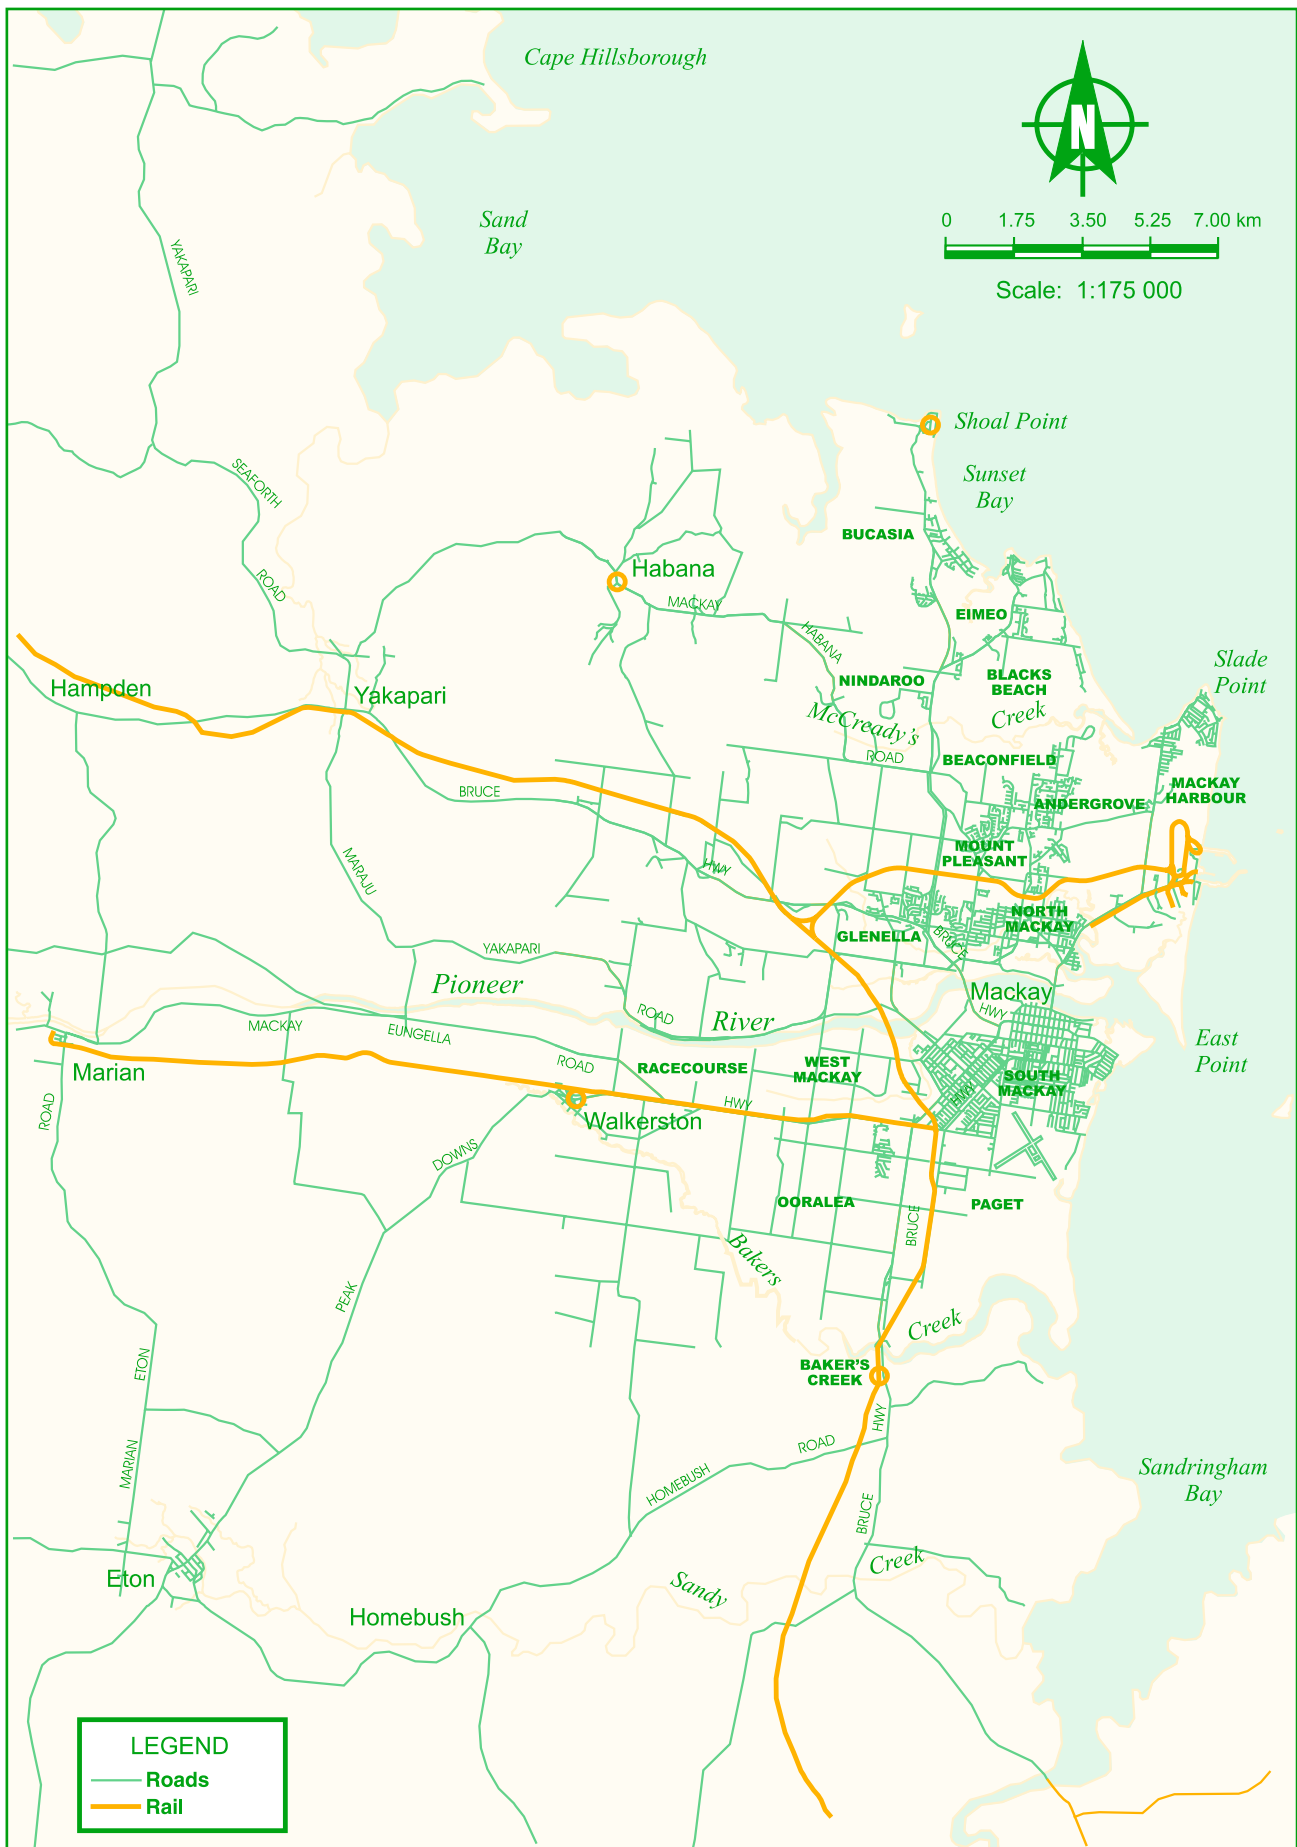 Cape Hillsborough
N
Sand
Bay
0 1.75 3.50 5.25 7.00 km
Scale: 1:175 000
YAKAPARI
Shoal Point
Sunset
Bay
SEAFORTH
BUCASIA
ROAD
Habana
MACKAY
HABANA
EIMEO
Slade
Point
Hampden
Yakapari
NINDAROO
BLACKS
BEACH
McCready's
Creek
ROAD
BEACONFIELD
BRUCE
MACKAY
HARBOUR
ANDERGROVE
MARAJU
HWY
MOUNT
PLEASANT
NORTH
MACKAY
GLENELLA
BRUCE
YAKAPARI
Pioneer
Mackay
HWY
ROAD
River
MACKAY
EUNGELLA
ROAD
East
Point
Marian
RACECOURSE
WEST
MACKAY
SOUTH
MACKAY
HWY
HWY
ROAD
Walkerston
DOWNS
OORALEA
PAGET
BRUCE
Bakers
PEAK
Creek
ETON
BAKER'S
CREEK
HWY
ROAD
MARIAN
HOMEBUSH
Sandringham
Bay
BRUCE
Creek
Eton
Sandy
Homebush
LEGEND
Roads
Rail